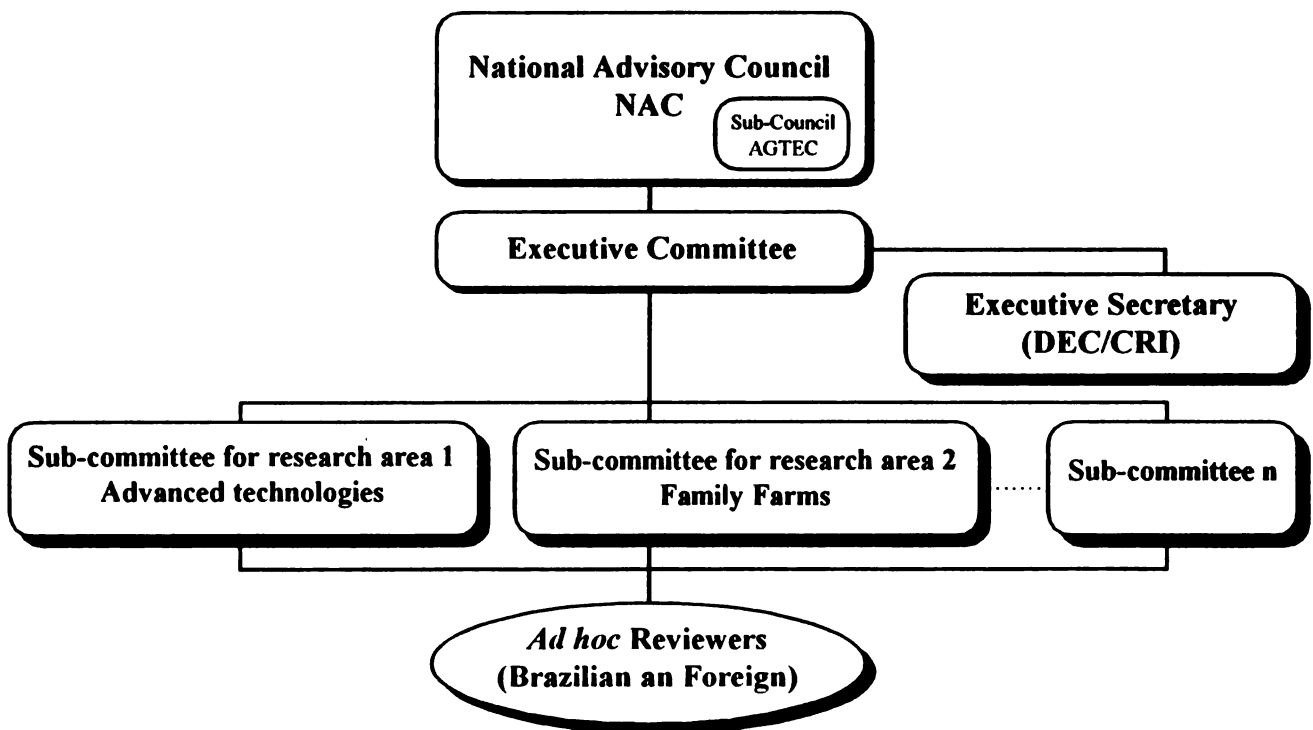 National Advisory Council
NAC
Sub-Council
AGTEC
Executive Committee
Executive Secretary
(DEC/CRI)
Sub-committee for research area 1
Advanced technologies
Sub-committee for research area 2
Family Farms
Sub-committee n
Ad hoc Reviewers
(Brazilian an Foreign)